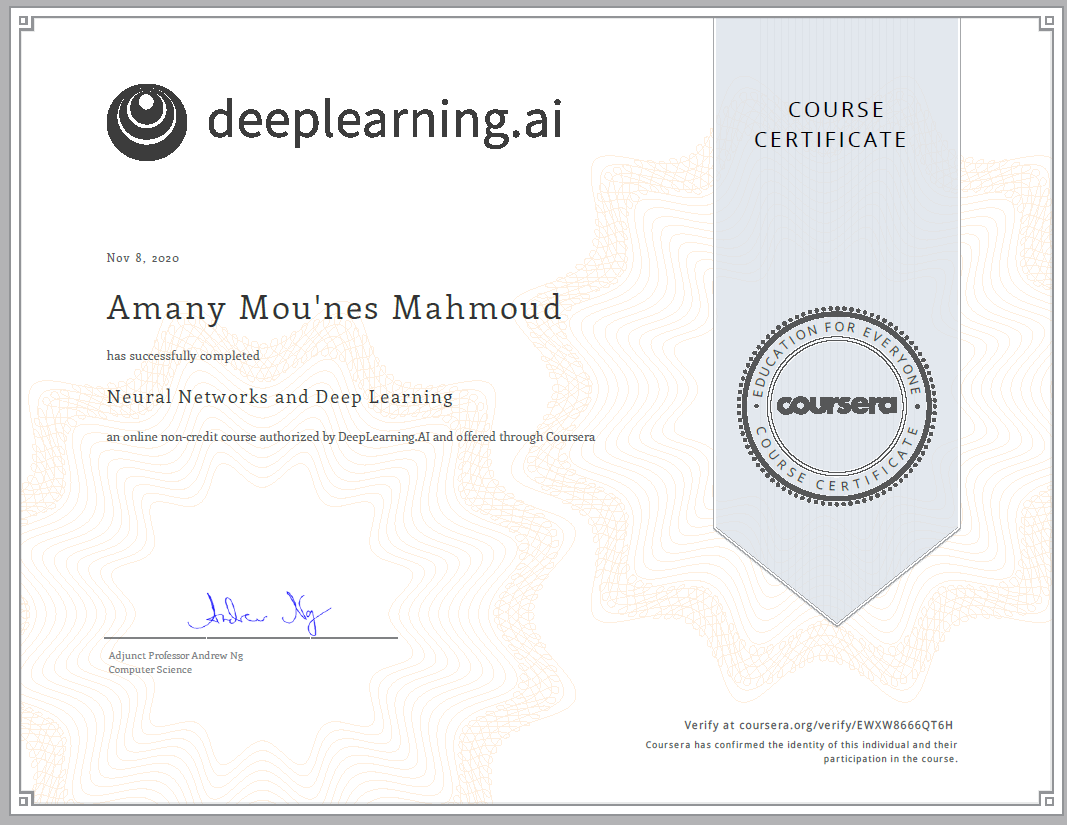 deeplearning.ai
COURSE
CERTIFICATE
Nov 8, 2020
Amany Mou'nes Mahmoud
has successfully completed
Neural Networks and Deep Learning
an online non-credit course authorized by DeepLearning.AI and offered through Coursera
EDUCATION FOR EVERYONE
coursera
COURSE CERTIFICATE
Andrew Ng
Adjunct Professor Andrew Ng
Computer Science
Verify at coursera.org/verify/EWXW8666QT6H
Coursera has confirmed the identity of this individual and their
participation in the course.